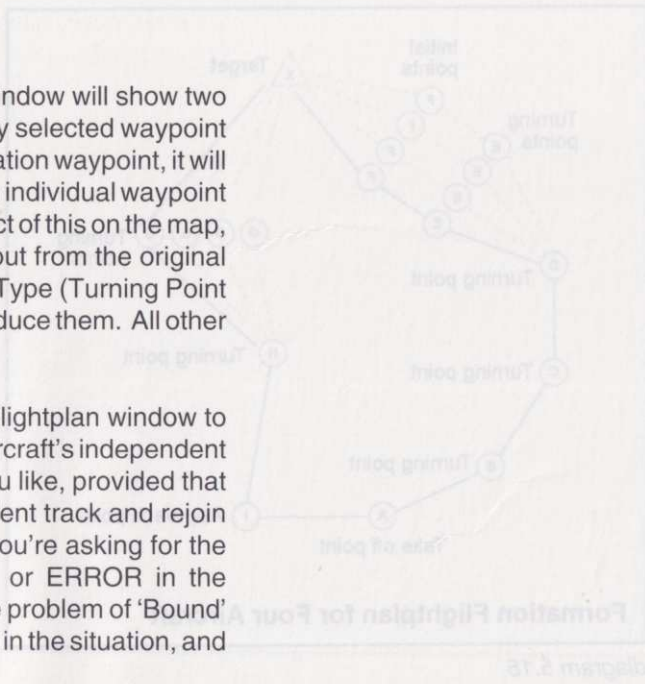 ndow will show two
y selected waypoint
ation waypoint, it will
individual waypoint
ct of this on the map,
out from the original
Type (Turning Point
duce them. All other
lightplan window to
rcraft's independent
u like, provided that
ent track and rejoin
ou're asking for the
or ERROR in the
problem of 'Bound'
in the situation, and
Target
Initial
points
Turning
points
Turning point
Turning point
Turning point
Turning point
Take off point
Formation Flightplan for Four Aircraft
diagram 5.15